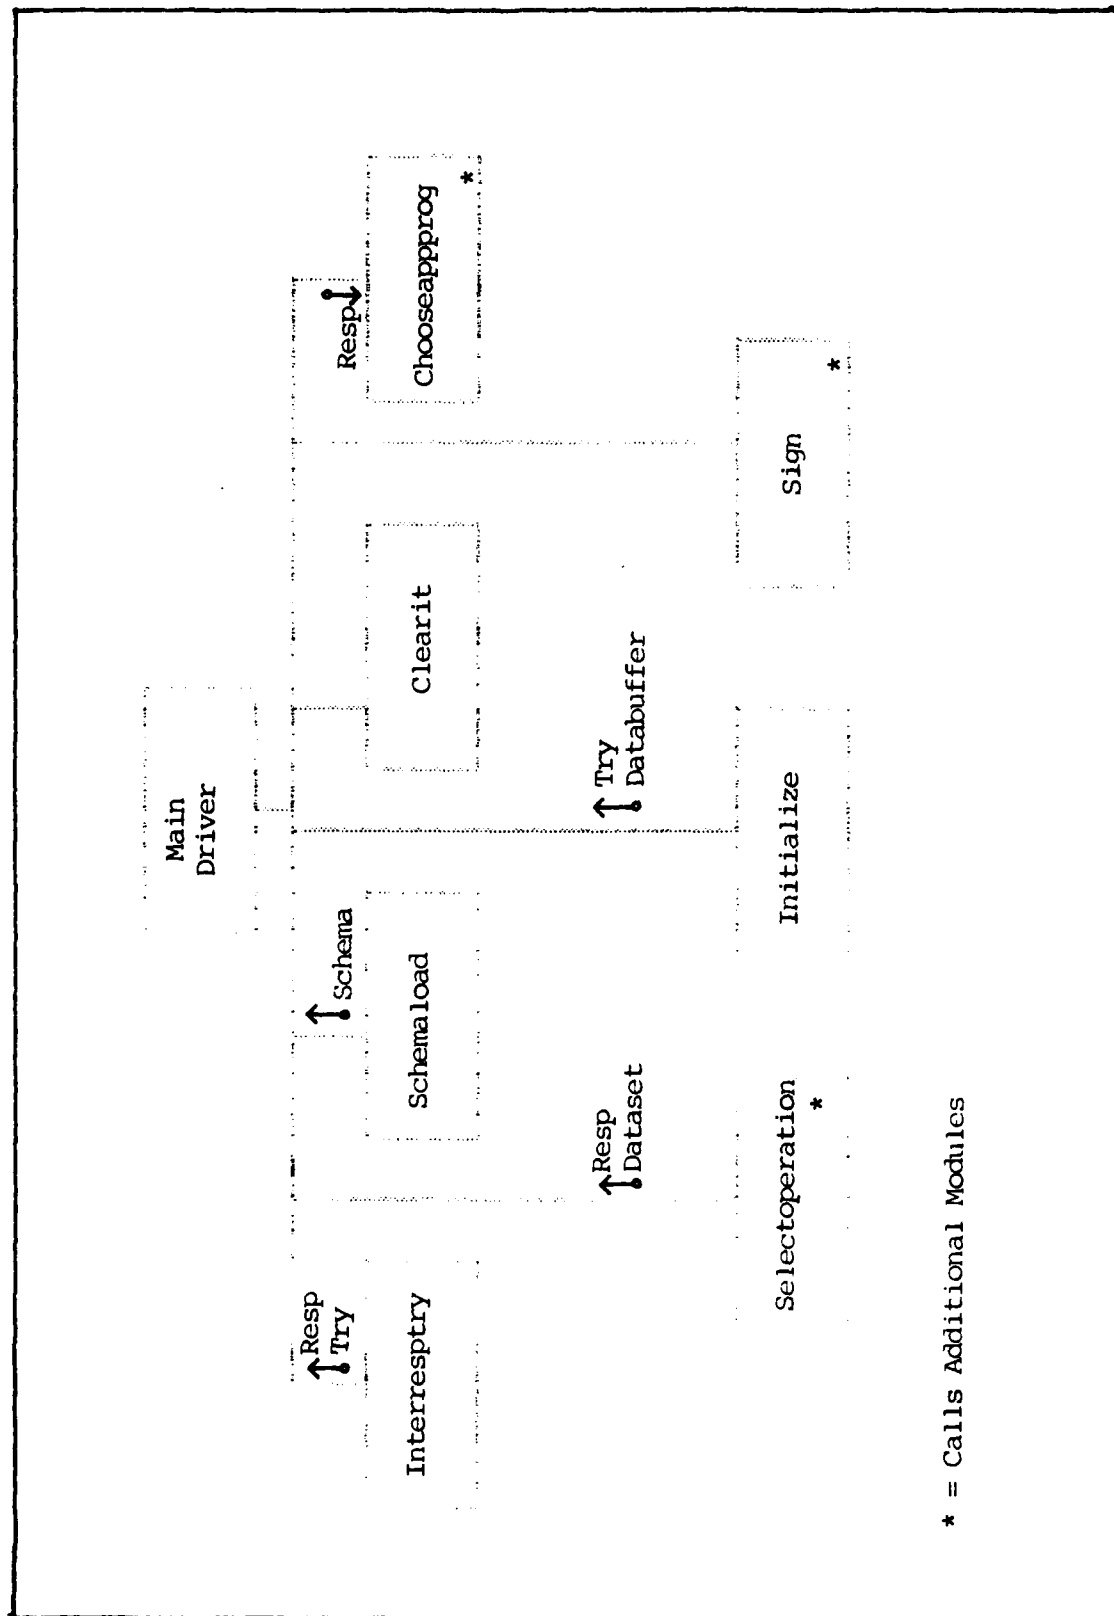 Main
Driver
Resp
Try
Schema
Resp
Interresptry
Schemaload
Clearit
Chooseappprog
*
Resp
Dataset
Try
Databuffer
Selectoperation
*
Initialize
Sign
*
* = Calls Additional Modules